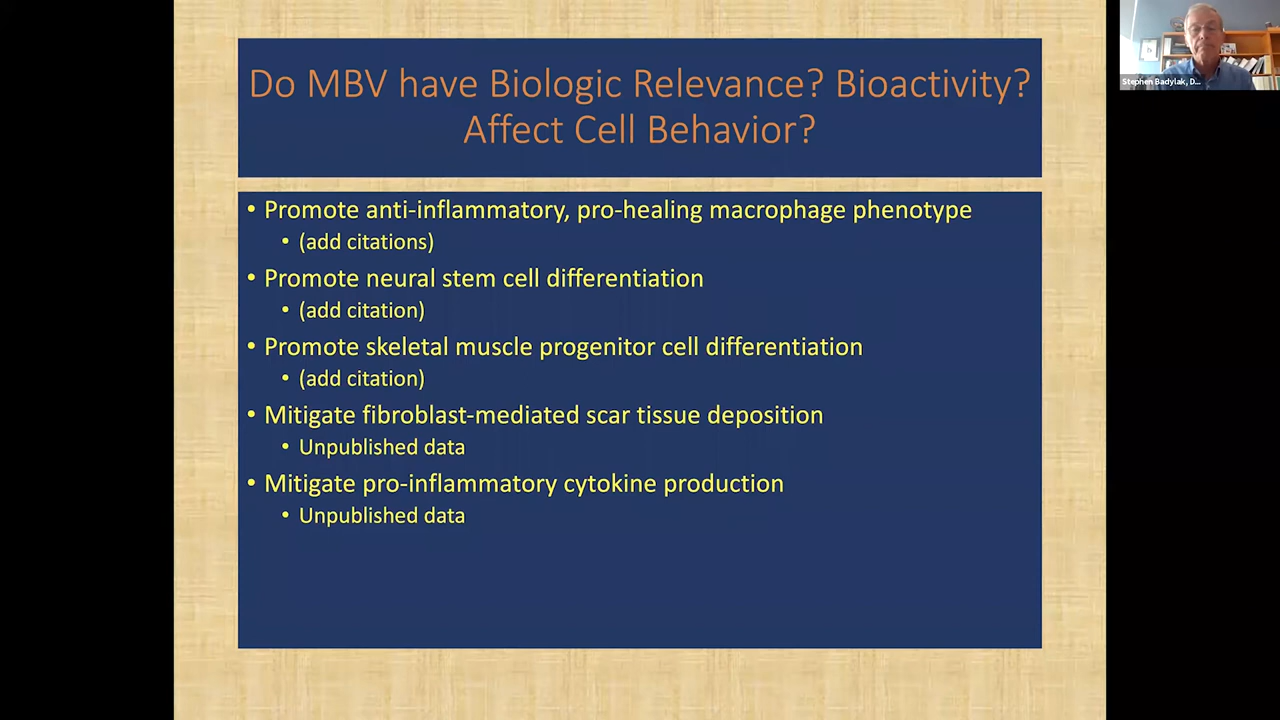 Do MBV have Biologic Relevance? Bioactivity?
Affect Cell Behavior?
• Promote anti-inflammatory, pro-healing macrophage phenotype
• (add citations)
• Promote neural stem cell differentiation
• (add citation)
• Promote skeletal muscle progenitor cell differentiation
• (add citation)
• Mitigate fibroblast-mediated scar tissue deposition
• Unpublished data
• Mitigate pro-inflammatory cytokine production
• Unpublished data
Stephen Badylak, D...